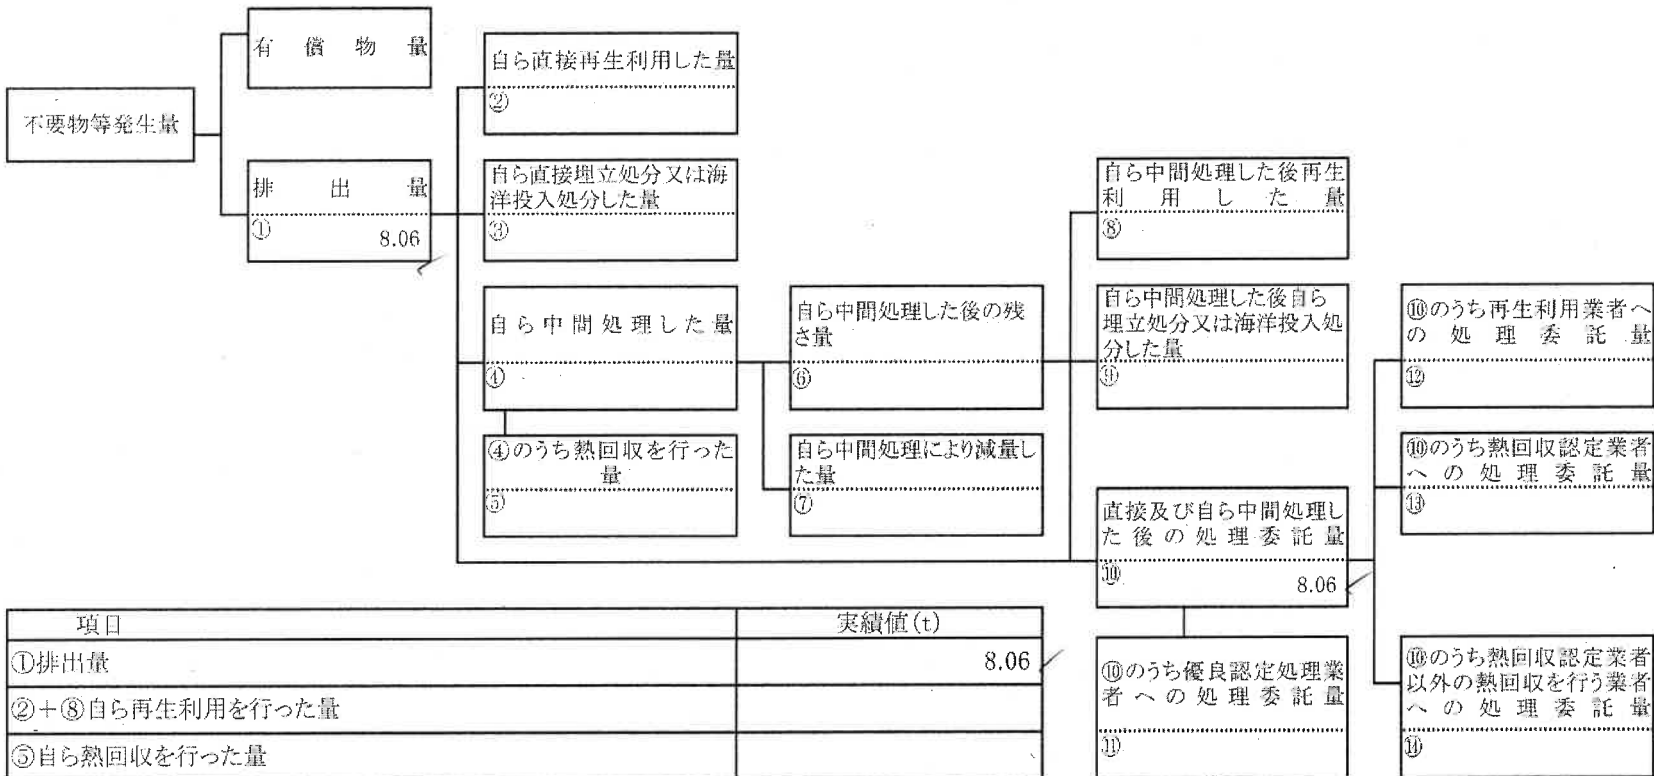 有償物量
不要物等発生量
排出量
①
8.06
自ら直接再生利用した量
②
自ら直接埋立処分又は海
洋投入処分した量
③
自ら中間処理した量
④
④のうち熱回収を行った
量
⑤
自ら中間処理した後の残
さ量
⑥
自ら中間処理により減量し
た量
⑦
自ら中間処理した後再生
利用した量
⑧
自ら中間処理した後自ら
埋立処分又は海洋投入処
分した量
⑨
直接及び自ら中間処理し
た後の処理委託量
⑩
8.06
⑩のうち優良認定処理業
者への処理委託量
⑪
⑩のうち再生利用業者へ
の処理委託量
⑫
⑩のうち熱回収認定業者
への処理委託量
⑬
⑩のうち熱回収認定業者
以外の熱回収を行う業者
への処理委託量
⑭
項目 実績値(t)
①排出量 8.06
②+⑧自ら再生利用を行った量
⑤自ら熱回収を行った量